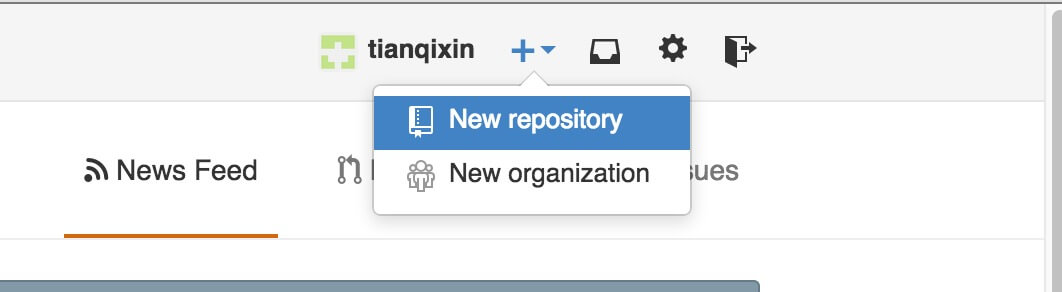 tianqixin
New repository
News Feed
New organization